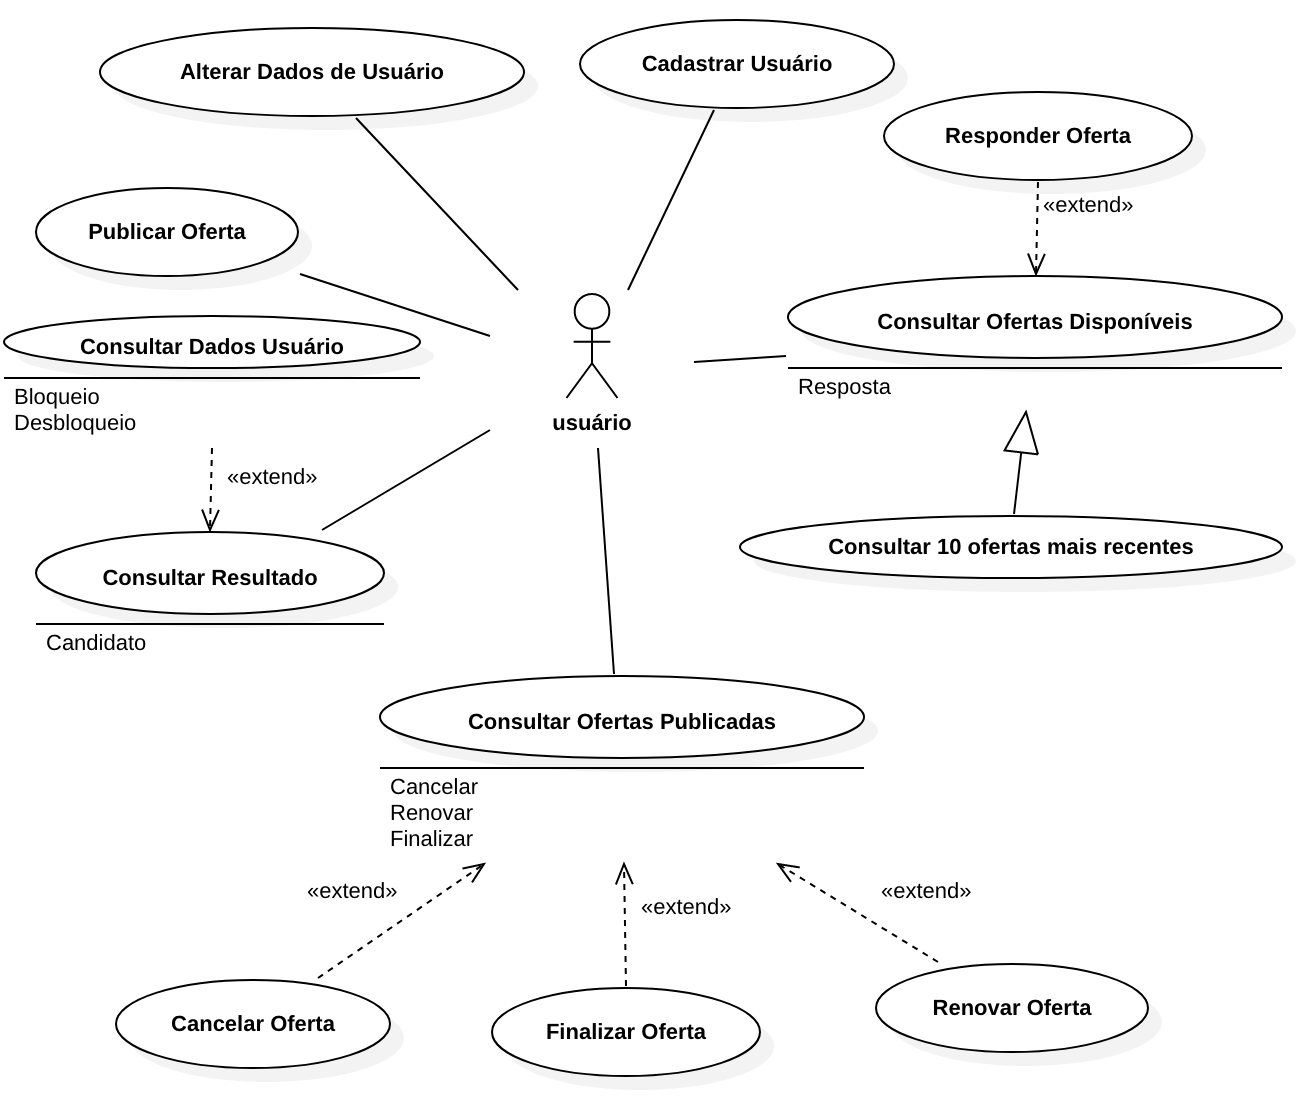 Alterar Dados de Usuário
Cadastrar Usuário
Responder Oferta
«extend»
Publicar Oferta
Consultar Dados Usuário
Bloqueio
Desbloqueio
«extend»
usuário
Consultar Ofertas Disponíveis
Resposta
Consultar Resultado
Candidato
Consultar 10 ofertas mais recentes
Consultar Ofertas Publicadas
Cancelar
Renovar
Finalizar
«extend»
«extend»
«extend»
Cancelar Oferta
Finalizar Oferta
Renovar Oferta